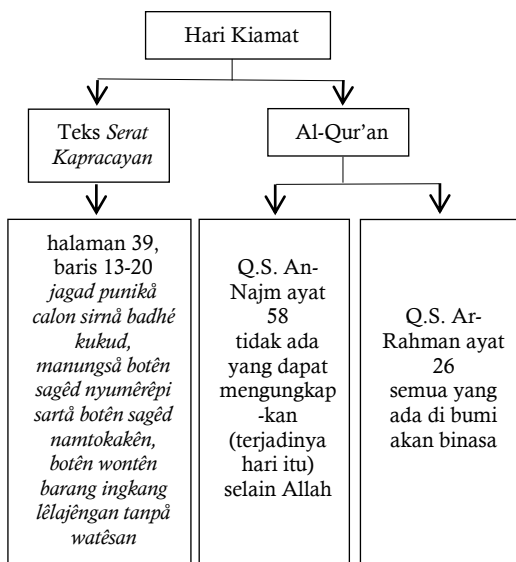 Hari Kiamat
Teks Serat
Kapracayan
Al-Qur'an
halaman 39,
baris 13-20
jagad punikå
calon sirnå badhé
kukud,
manungså botên
sagêd nyumêrêpi
sartå botên sagêd
namtokakên,
botên wontên
barang ingkang
lêlajêngan tanpå
watêsan
Q.S. An-
Najm ayat
58
tidak ada
yang dapat
mengungkap
-kan
(terjadinya
hari itu)
selain Allah
Q.S. Ar-
Rahman ayat
26
semua yang
ada di bumi
akan binasa